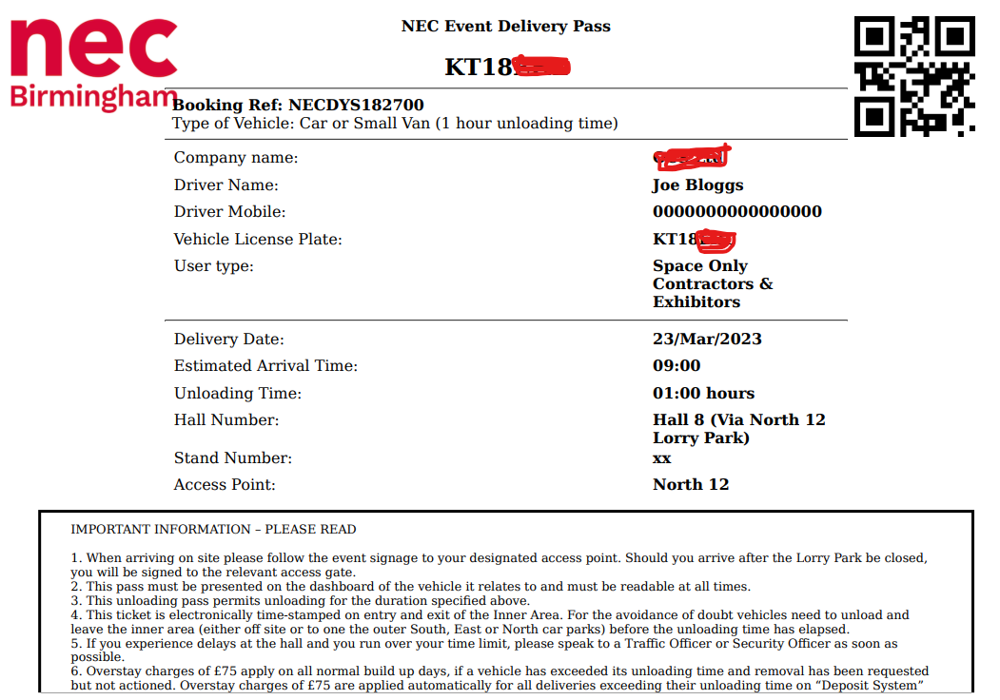 nec
Birmingham
NEC Event Delivery Pass
KT18
Booking Ref: NECDYS182700
Type of Vehicle: Car or Small Van (1 hour unloading time)
Company name:
Driver Name: Joe Bloggs
Driver Mobile: 0000000000000000
Vehicle License Plate: KT18
User type: Space Only
Contractors &
Exhibitors
Delivery Date: 23/Mar/2023
Estimated Arrival Time: 09:00
Unloading Time: 01:00 hours
Hall Number: Hall 8 (Via North 12
Lorry Park)
Stand Number: xx
Access Point: North 12
IMPORTANT INFORMATION – PLEASE READ
1. When arriving on site please follow the event signage to your designated access point. Should you arrive after the Lorry Park be closed,
you will be signed to the relevant access gate.
2. This pass must be presented on the dashboard of the vehicle it relates to and must be readable at all times.
3. This unloading pass permits unloading for the duration specified above.
4. This ticket is electronically time-stamped on entry and exit of the Inner Area. For the avoidance of doubt vehicles need to unload and
leave the inner area (either off site or to one the outer South, East or North car parks) before the unloading time has elapsed.
5. If you experience delays at the hall and you run over your time limit, please speak to a Traffic Officer or Security Officer as soon as
possible.
6. Overstay charges of £75 apply on all normal build up days, if a vehicle has exceeded its unloading time and removal has been requested
but not actioned. Overstay charges of £75 are applied automatically for all deliveries exceeding their unloading time on “Deposit System”